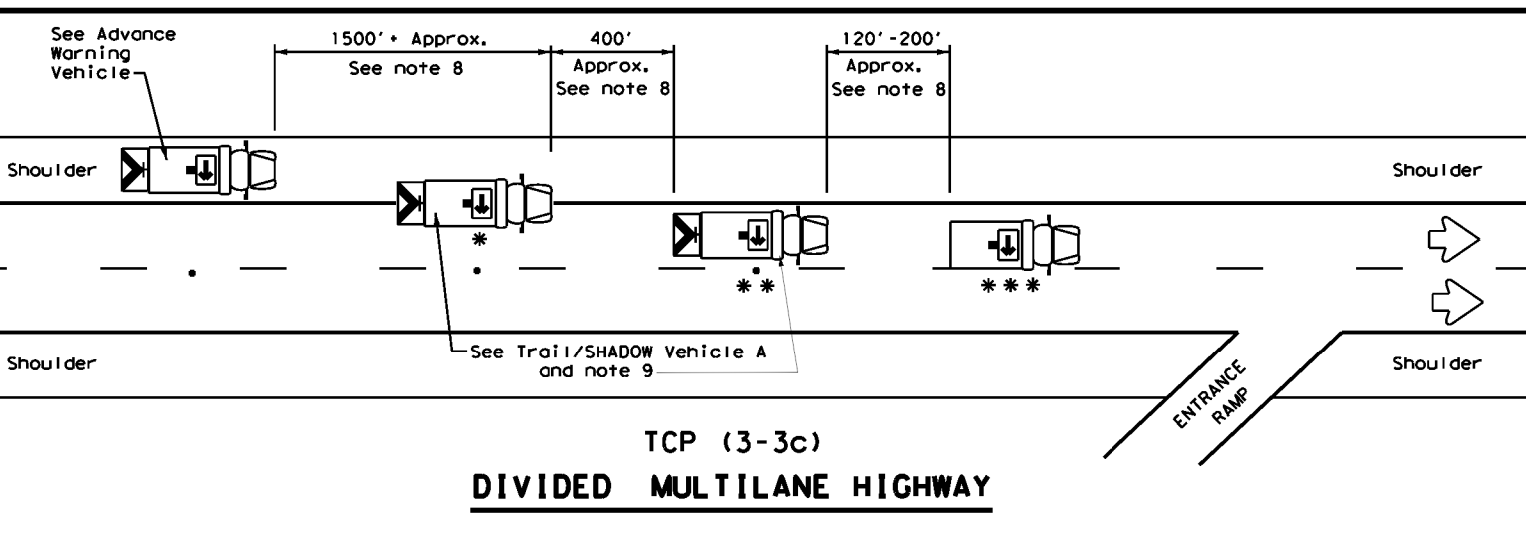 See Advance
Warning
Vehicle
1500'+ Approx.
See note 8
400'
Approx.
See note 8
120'-200'
Approx.
See note 8
Shoulder
Shoulder
*
**
***
See Trail/SHADOW Vehicle A
and note 9
Shoulder
Shoulder
ENTRANCE
RAMP
TCP (3-3c)
DIVIDED MULTILANE HIGHWAY